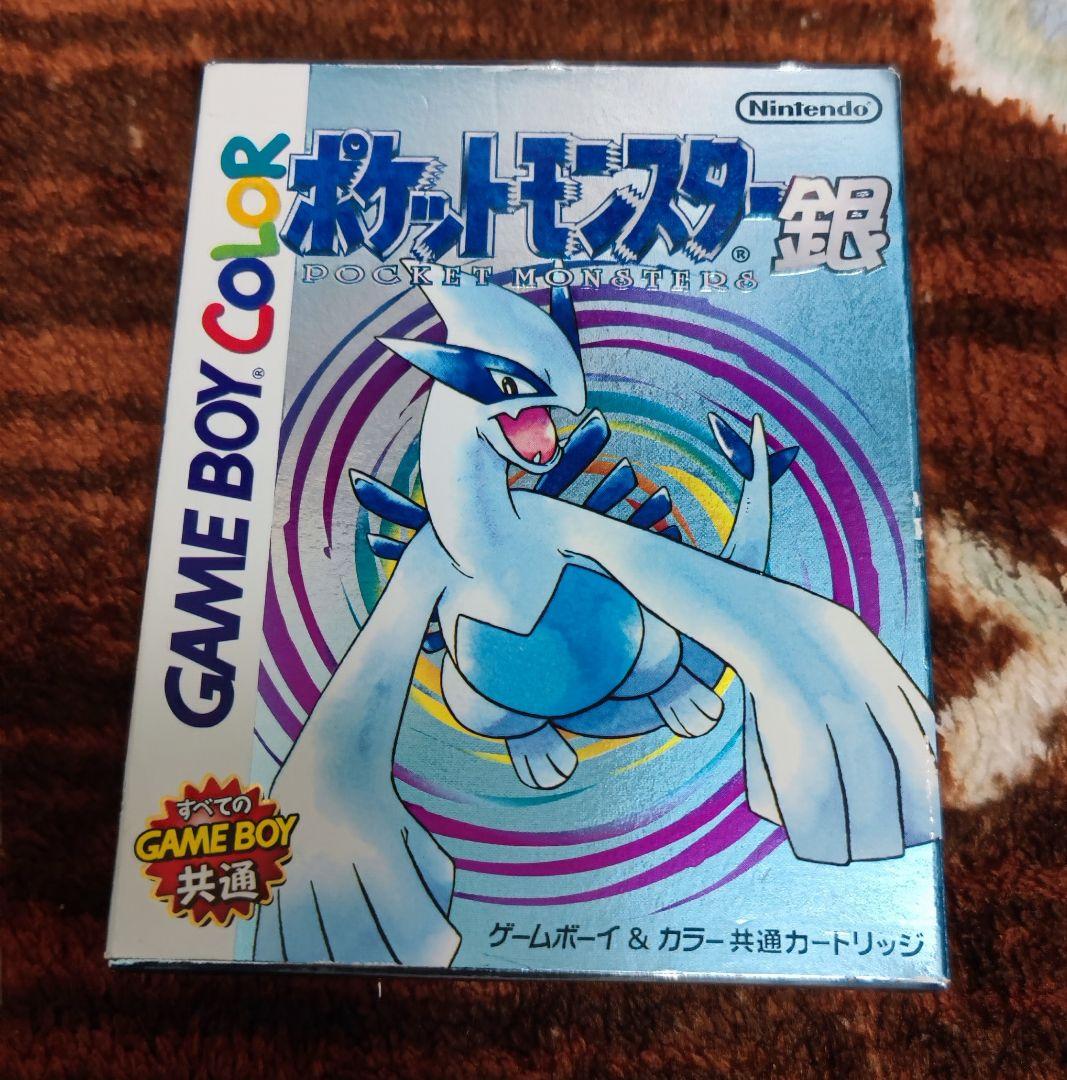 Nintendo®
ポケットモンスター®銀
POCKET MONSTERS
GAME BOY® COLOR
すべての
GAME BOY
共通
ゲームボーイ & カラー共通カートリッジ